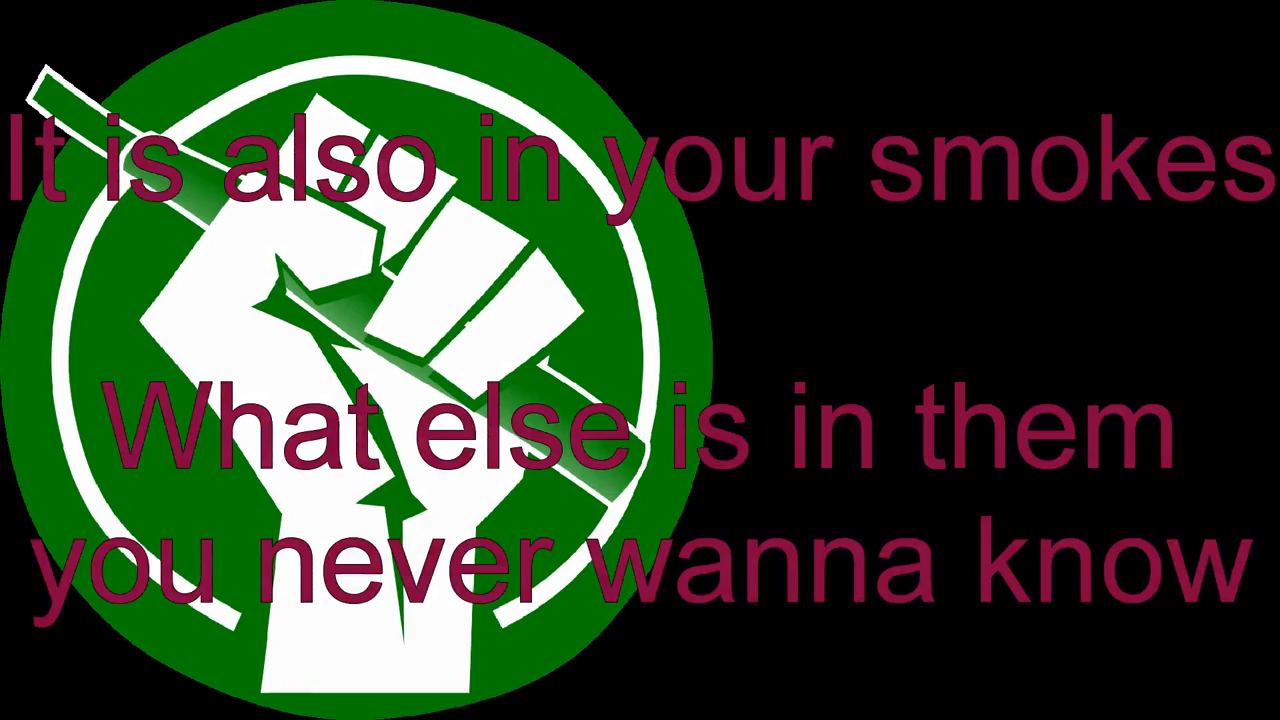 It is also in your smokes
What else is in them
you never wanna know